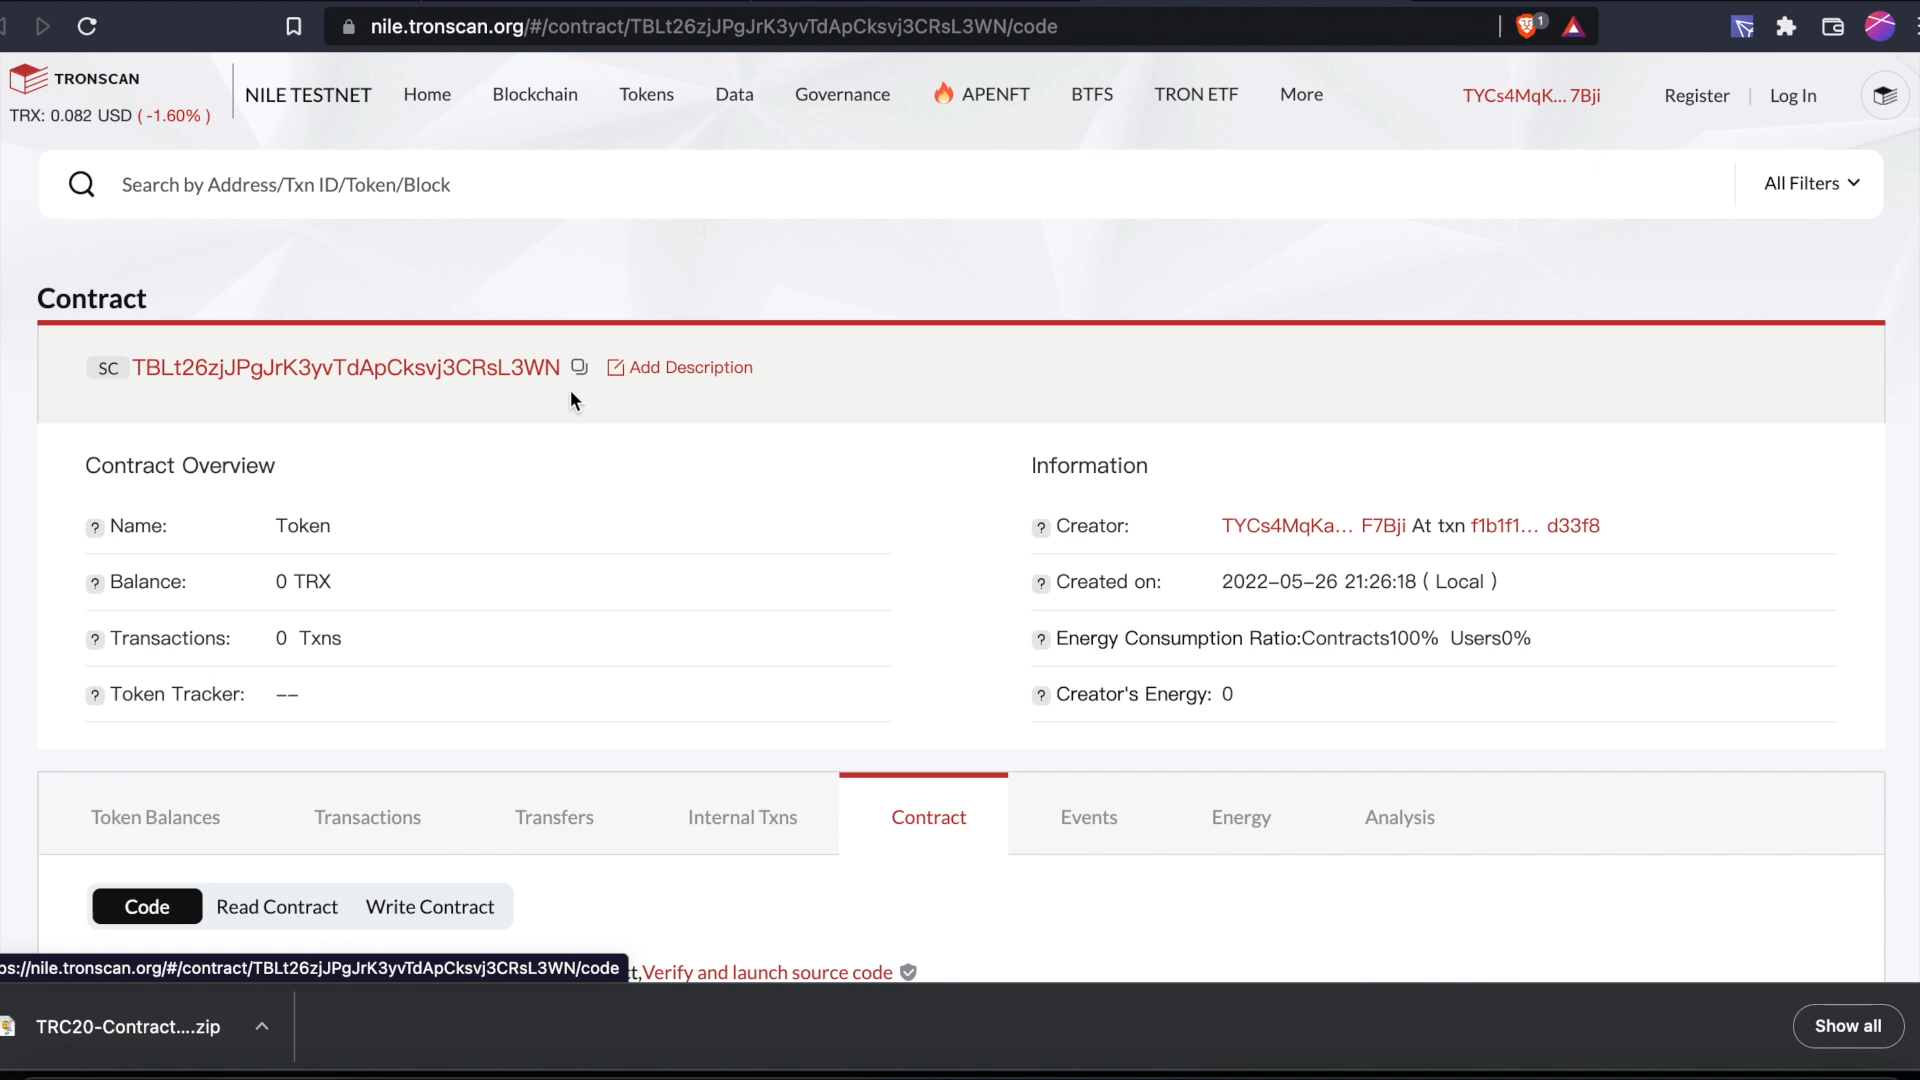 nile.tronscan.org/#/contract/TBLt26zjJPgJrK3yvTdApCksvj3CRsL3WN/code
1
TRONSCAN
TRX: 0.082 USD ( -1.60% )
NILE TESTNET
Home
Blockchain
Tokens
Data
Governance
APENFT
BTFS
TRON ETF
More
TYCs4MqK... 7Bji
Register
Log In
Search by Address/Txn ID/Token/Block
All Filters
Contract
SC TBLt26zjJPgJrK3yvTdApCksvj3CRsL3WN
Add Description
Contract Overview
? Name: Token
? Balance: 0 TRX
? Transactions: 0 Txns
? Token Tracker: --
Information
? Creator: TYCs4MqKa... F7Bji At txn f1b1f1... d33f8
? Created on: 2022-05-26 21:26:18 ( Local )
? Energy Consumption Ratio:Contracts100% Users0%
? Creator's Energy: 0
Token Balances
Transactions
Transfers
Internal Txns
Contract
Events
Energy
Analysis
Code
Read Contract
Write Contract
ps://nile.tronscan.org/#/contract/TBLt26zjJPgJrK3yvTdApCksvj3CRsL3WN/code
t,Verify and launch source code
TRC20-Contract....zip
Show all